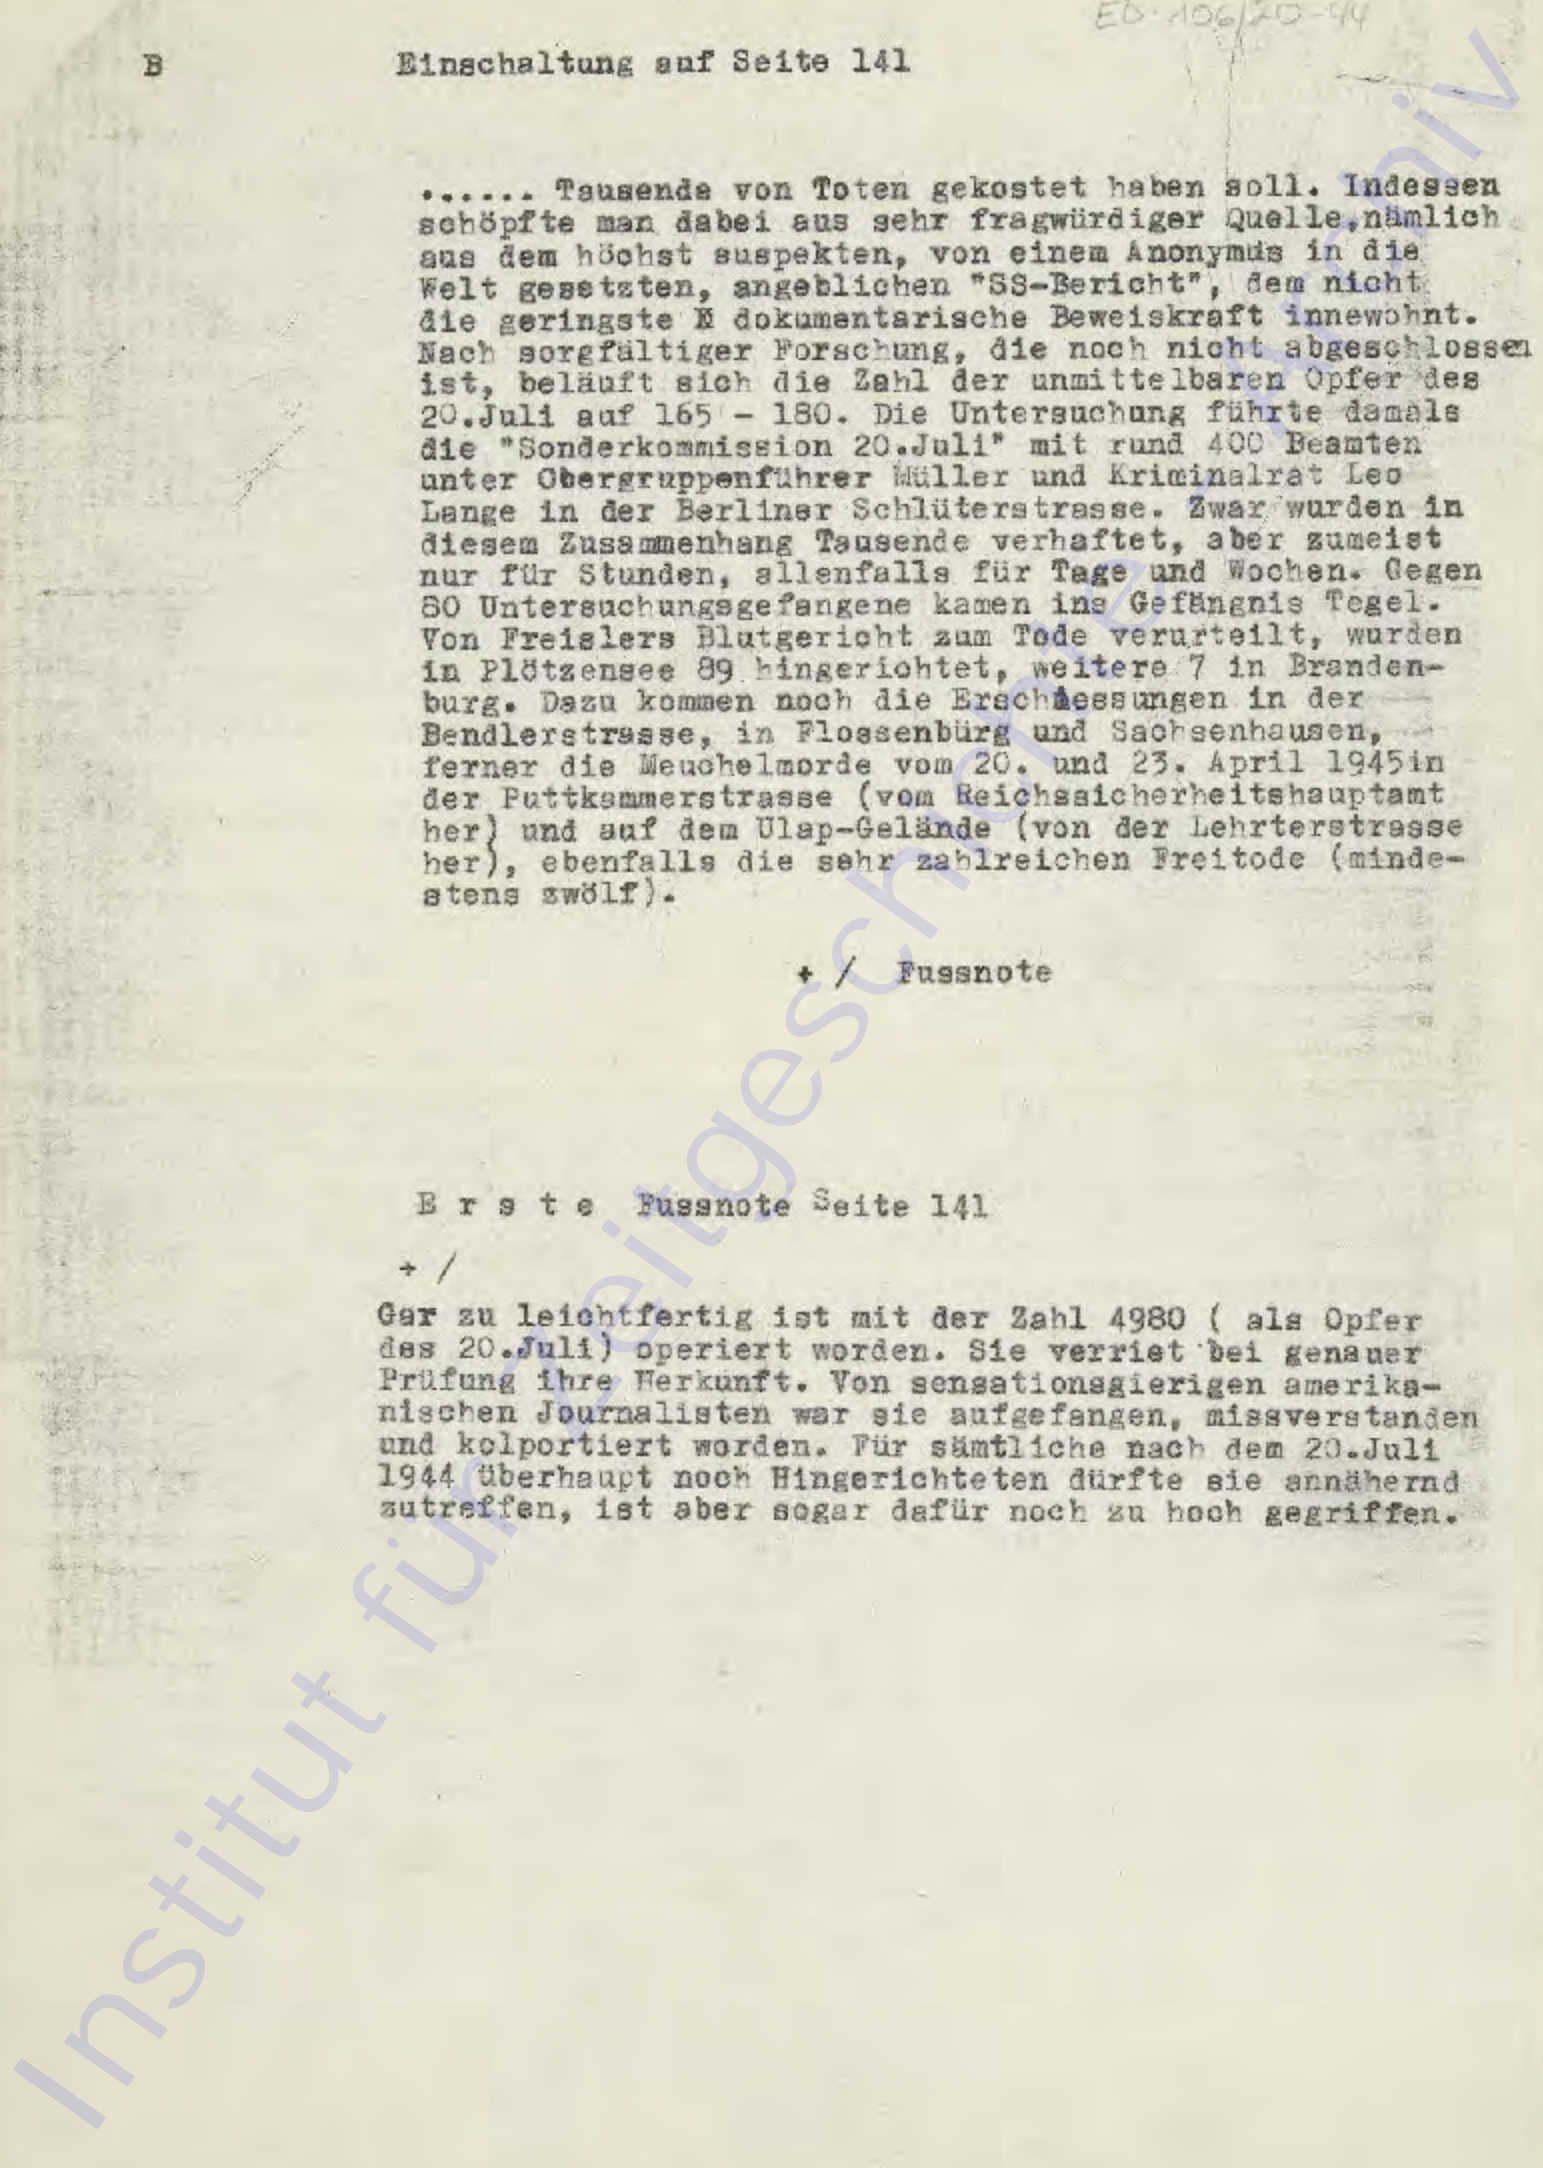 ED-106/20-44
B Einschaltung auf Seite 141
...... Tausende von Toten gekostet haben soll. Indessen
schöpfte man dabei aus sehr fragwürdiger Quelle,nämlich
aus dem höchst suspekten, von einem Anonymus in die
Welt gesetzten, angeblichen "SS-Bericht", dem nicht
die geringste N dokumentarische Beweiskraft innewohnt.
Nach sorgfältiger Forschung, die noch nicht abgeschlossen
ist, beläuft sich die Zahl der unmittelbaren Opfer des
20.Juli auf 165 - 180. Die Untersuchung führte damals
die "Sonderkommission 20.Juli" mit rund 400 Beamten
unter Obergruppenführer Müller und Kriminalrat Leo
Lange in der Berliner Schlüterstrasse. Zwar wurden in
diesem Zusammenhang Tausende verhaftet, aber zumeist
nur für Stunden, allenfalls für Tage und Wochen. Gegen
80 Untersuchungsgefangene kamen ins Gefängnis Tegel.
Von Freislers Blutgericht zum Tode verurteilt, wurden
in Plötzensee 89 hingerichtet, weitere 7 in Branden-
burg. Dazu kommen noch die Erschiessungen in der
Bendlerstrasse, in Flossenbürg und Sachsenhausen,
ferner die Meuchelmorde vom 20. und 23. April 1945in
der Puttkammerstrasse (vom Reichssicherheitshauptamt
her) und auf dem Ulap-Gelände (von der Lehrterstrasse
her), ebenfalls die sehr zahlreichen Freitode (minde-
stens zwölf).
+ / Fussnote
E r s t e Fussnote Seite 141
+ /
Gar zu leichtfertig ist mit der Zahl 4980 ( als Opfer
des 20.Juli) operiert worden. Sie verriet bei genauer
Prüfung ihre Herkunft. Von sensationsgierigen amerika-
nischen Journalisten war sie aufgefangen, missverstanden
und kolportiert worden. Für sämtliche nach dem 20.Juli
1944 überhaupt noch Hingerichteten dürfte sie annähernd
zutreffen, ist aber sogar dafür noch zu hoch gegriffen.
Institut für Zeitgeschichte - Archiv